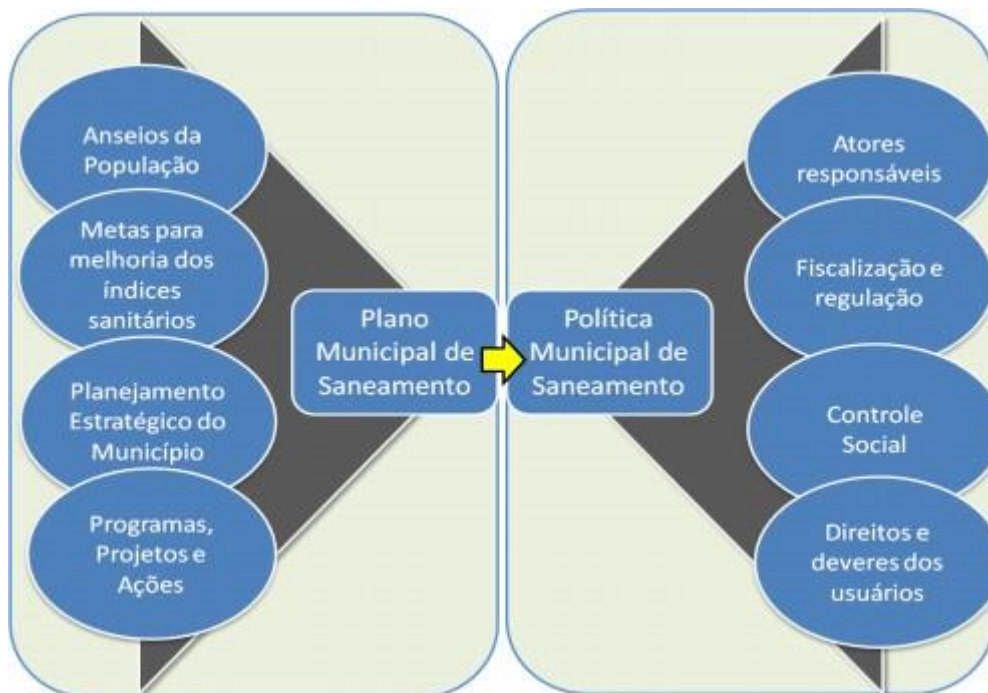 Anseios da
População
Metas para
melhoria dos
índices
sanitários
Planejamento
Estratégico do
Município
Programas,
Projetos e
Ações
Plano
Municipal de
Saneamento
Política
Municipal de
Saneamento
Atores
responsáveis
Fiscalização e
regulação
Controle
Social
Direitos e
deveres dos
usuários